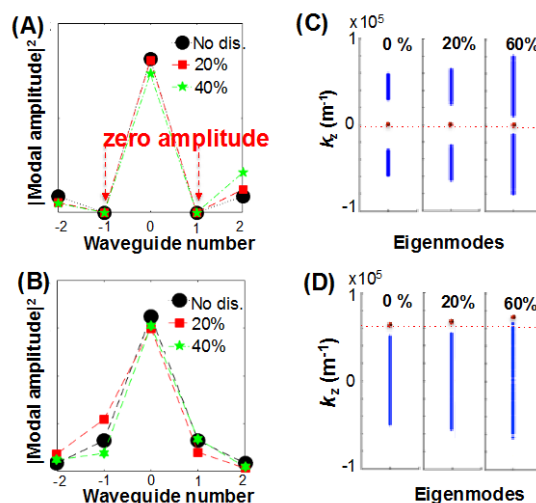 (A)
No dis.
20%
40%
zero amplitude
|Modal amplitude|²
-2 -1 0 1 2
Waveguide number
(B)
No dis.
20%
40%
|Modal amplitude|²
-2 -1 0 1 2
Waveguide number
(C)
x 10⁵
0 % 20% 60%
1
0
-1
kz (m⁻¹)
Eigenmodes
(D)
x 10⁵
0 % 20% 60%
1
0
-1
kz (m⁻¹)
Eigenmodes